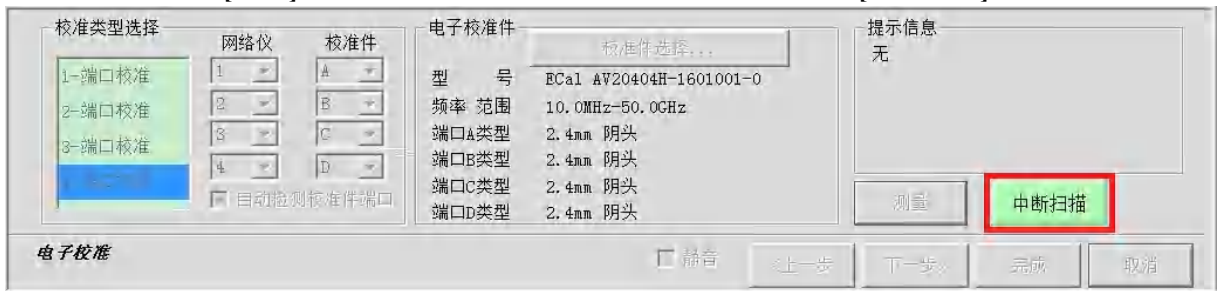 校准类型选择
网络仪 校准件
1-端口校准 1 A
2-端口校准 2 B
3-端口校准 3 C
4 D
自动检测校准件端口
电子校准件
校准件选择...
型 号 ECal AV20404H-1601001-0
频率 范围 10.0MHz-50.0GHz
端口A类型 2.4mm 阴头
端口B类型 2.4mm 阴头
端口C类型 2.4mm 阴头
端口D类型 2.4mm 阴头
提示信息
无
测量 中断扫描
电子校准 静音 <上一步 下一步> 完成 取消